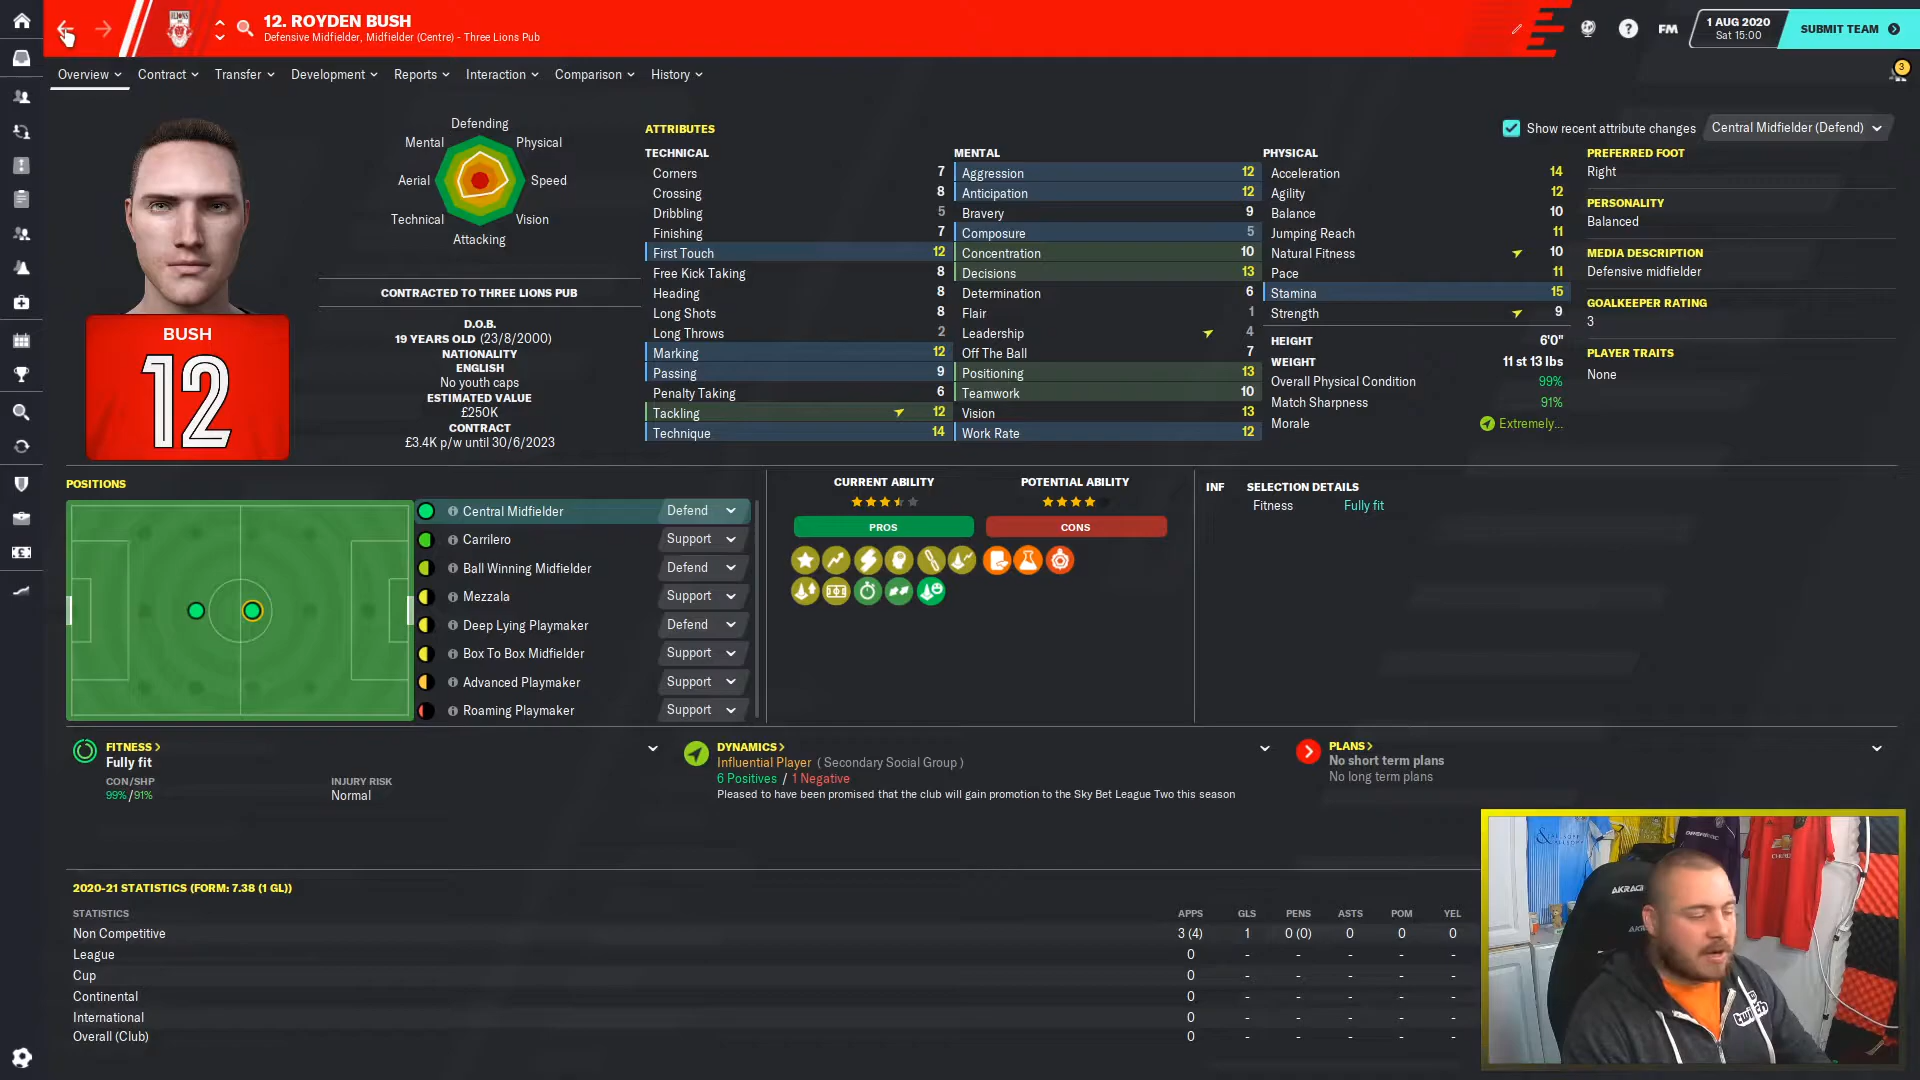 12. ROYDEN BUSH
Defensive Midfielder, Midfielder (Centre) - Three Lions Pub
FM
1 AUG 2020
Sat 15:00
SUBMIT TEAM
3
Overview
Contract
Transfer
Development
Reports
Interaction
Comparison
History
Defending
Mental
Physical
Aerial
Speed
Technical
Vision
Attacking
CONTRACTED TO THREE LIONS PUB
D.O.B.
19 YEARS OLD (23/8/2000)
NATIONALITY
ENGLISH
No youth caps
ESTIMATED VALUE
£250K
CONTRACT
£3.4K p/w until 30/6/2023
BUSH
12
ATTRIBUTES
Show recent attribute changes
Central Midfielder (Defend)
TECHNICAL
Corners 7
Crossing 8
Dribbling 5
Finishing 7
First Touch 12
Free Kick Taking 8
Heading 8
Long Shots 8
Long Throws 2
Marking 12
Passing 9
Penalty Taking 6
Tackling 12
Technique 14
MENTAL
Aggression 12
Anticipation 12
Bravery 9
Composure 5
Concentration 10
Decisions 13
Determination 6
Flair 1
Leadership 4
Off The Ball 7
Positioning 13
Teamwork 10
Vision 13
Work Rate 12
PHYSICAL
Acceleration 14
Agility 12
Balance 10
Jumping Reach 11
Natural Fitness 10
Pace 11
Stamina 15
Strength 9
HEIGHT 6'0"
WEIGHT 11 st 13 lbs
Overall Physical Condition 99%
Match Sharpness 91%
Morale Extremely...
PREFERRED FOOT
Right
PERSONALITY
Balanced
MEDIA DESCRIPTION
Defensive midfielder
GOALKEEPER RATING
3
PLAYER TRAITS
None
POSITIONS
Central Midfielder Defend
Carrilero Support
Ball Winning Midfielder Defend
Mezzala Support
Deep Lying Playmaker Defend
Box To Box Midfielder Support
Advanced Playmaker Support
Roaming Playmaker Support
CURRENT ABILITY
POTENTIAL ABILITY
PROS
CONS
INF SELECTION DETAILS
Fitness Fully fit
FITNESS >
Fully fit
CON/SHP
99%/91%
INJURY RISK
Normal
DYNAMICS >
Influential Player (Secondary Social Group)
6 Positives / 1 Negative
Pleased to have been promised that the club will gain promotion to the Sky Bet League Two this season
PLANS >
No short term plans
No long term plans
2020-21 STATISTICS (FORM: 7.38 (1 GL))
STATISTICS APPS GLS PENS ASTS POM YEL
Non Competitive 3 (4) 1 0 (0) 0 0 0
League 0 - - - - -
Cup 0 - - - - -
Continental 0 - - - - -
International 0 - - - - -
Overall (Club) 0 - - - - -
AKRACI
twitch